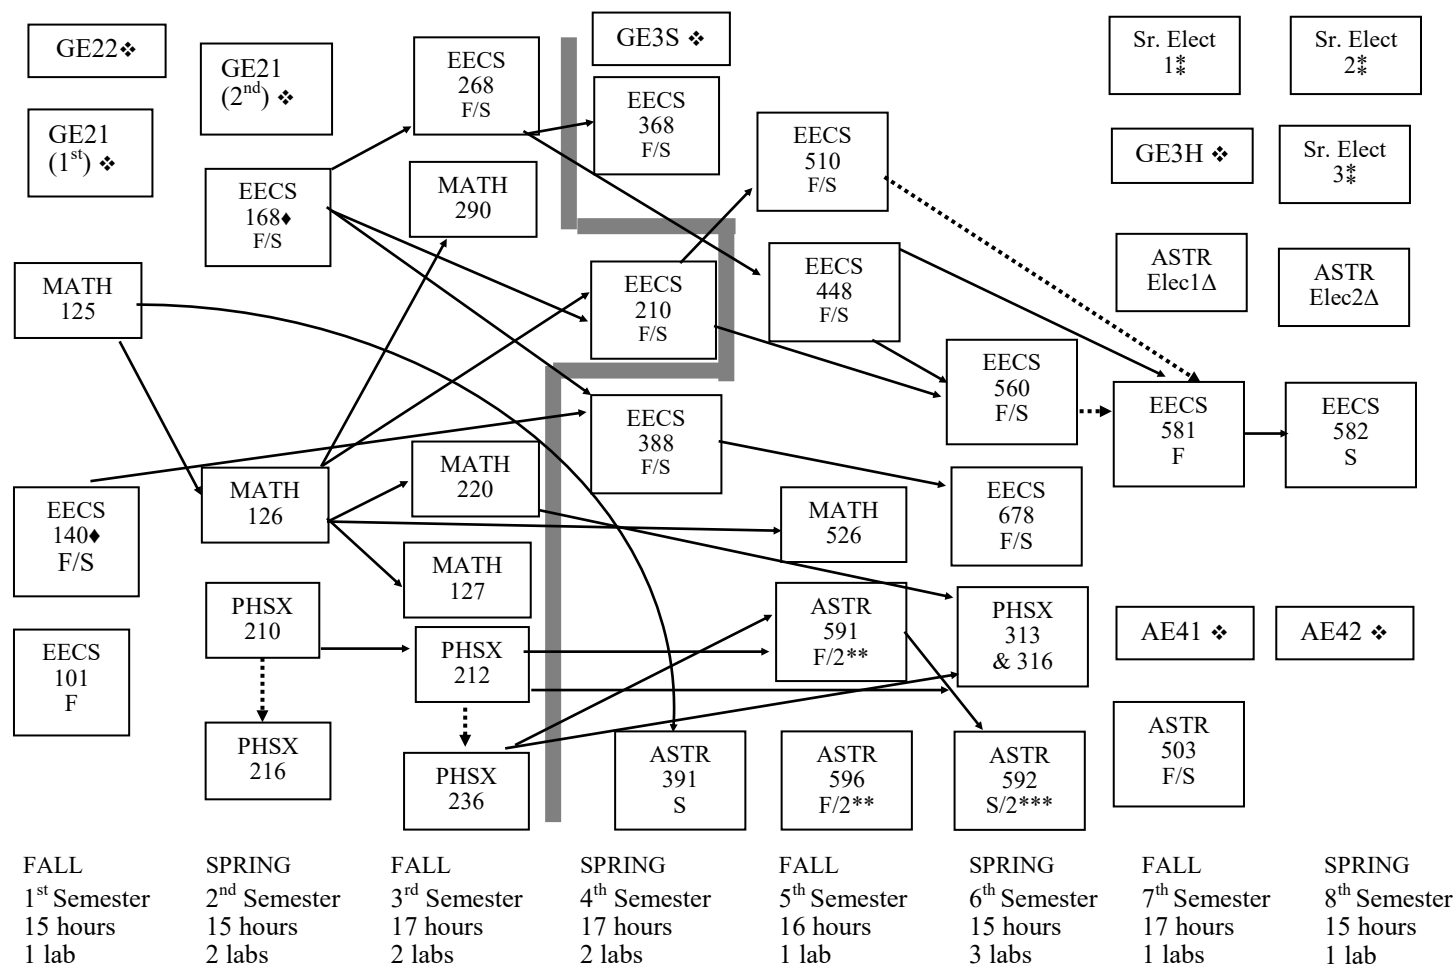 GE22❖
GE21
(1st) ❖
MATH
125
EECS
140♦
F/S
EECS
101
F
GE21
(2nd) ❖
EECS
168♦
F/S
MATH
126
PHSX
210
PHSX
216
EECS
268
F/S
MATH
290
MATH
220
MATH
127
PHSX
212
PHSX
236
GE3S ❖
EECS
368
F/S
EECS
210
F/S
EECS
388
F/S
ASTR
391
S
EECS
510
F/S
EECS
448
F/S
MATH
526
ASTR
591
F/2**
ASTR
596
F/2**
EECS
560
F/S
EECS
678
F/S
PHSX
313
& 316
ASTR
592
S/2***
Sr. Elect
1⁑
GE3H ❖
ASTR
Elec1Δ
EECS
581
F
AE41 ❖
ASTR
503
F/S
Sr. Elect
2⁑
Sr. Elect
3⁑
ASTR
Elec2Δ
EECS
582
S
AE42 ❖
FALL
1st Semester
15 hours
1 lab
SPRING
2nd Semester
15 hours
2 labs
FALL
3rd Semester
17 hours
2 labs
SPRING
4th Semester
17 hours
2 labs
FALL
5th Semester
16 hours
1 lab
SPRING
6th Semester
15 hours
3 labs
FALL
7th Semester
17 hours
1 labs
SPRING
8th Semester
15 hours
1 lab